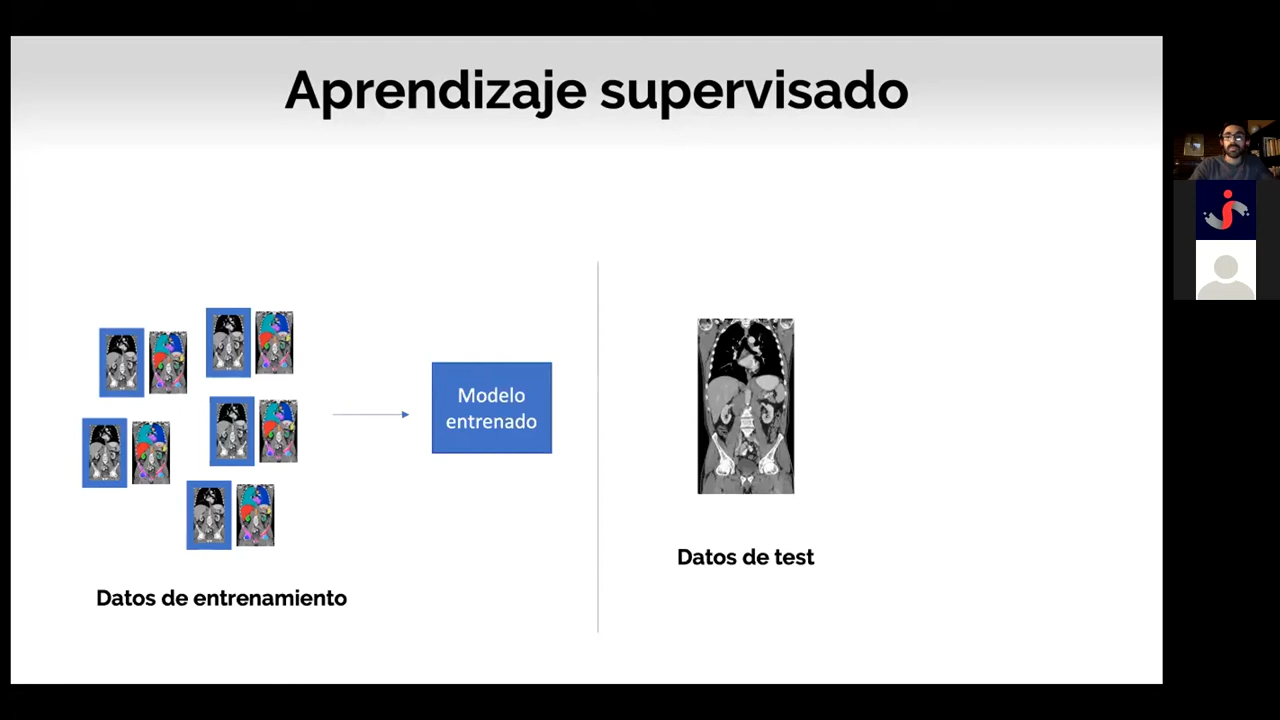 Aprendizaje supervisado
Modelo
entrenado
Datos de entrenamiento
Datos de test